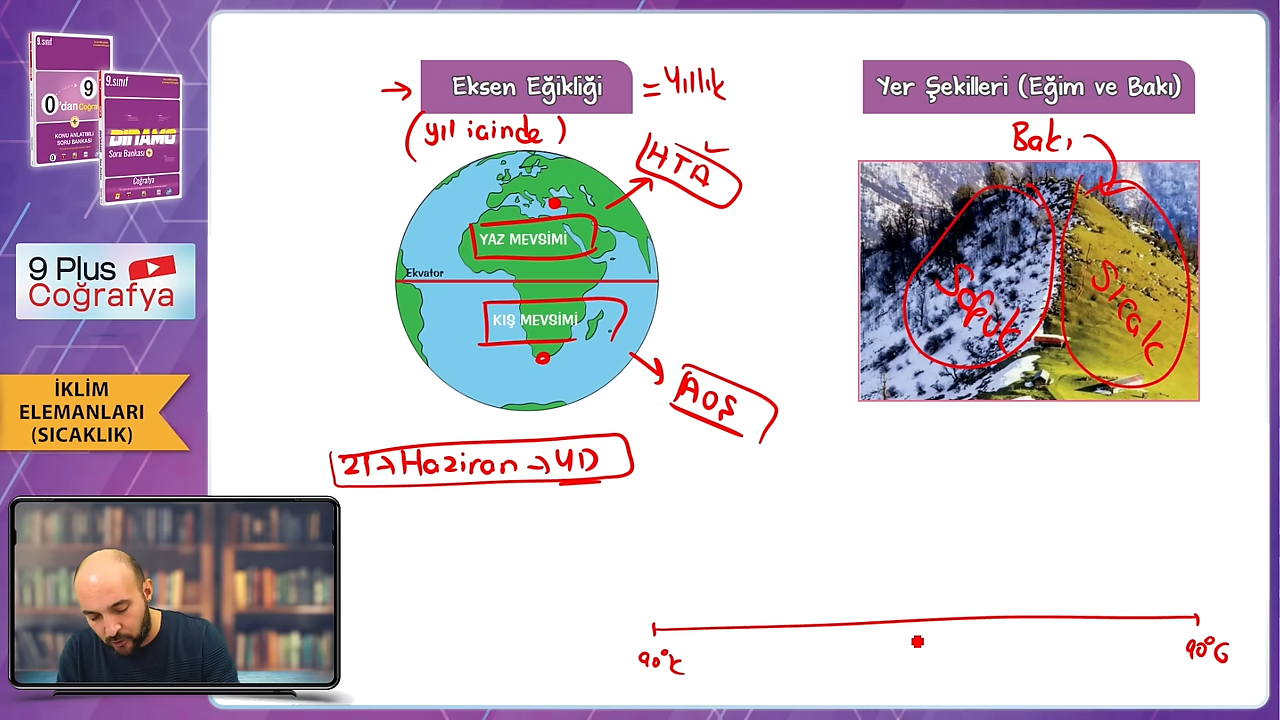 9.sınıf
0'dan 9
Coğrafya
KONU ANLATIMLI
SORU BANKASI
9.sınıf
DİNAMO
Soru Bankası
Coğrafya
9 Plus
Coğrafya
İKLİM
ELEMANLARI
(SICAKLIK)
→ Eksen Eğikliği = Yıllık
(yıl içinde)
HTA
YAZ MEVSİMİ
Ekvator
KIŞ MEVSİMİ
21→Haziran→YD
Yer Şekilleri (Eğim ve Bakı)
Bakı
Soğuk
Sıcak
90°K
90°G